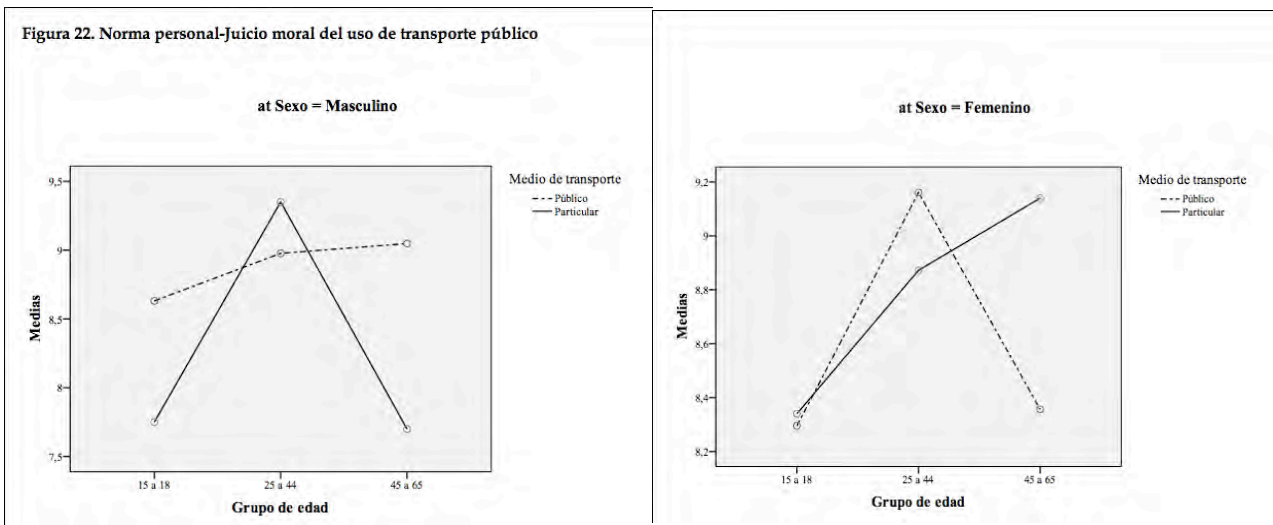 Figura 22. Norma personal-Juicio moral del uso de transporte público
at Sexo = Masculino
Medio de transporte
Público
Particular
9,5
9
8,5
8
7,5
Medias
15 a 18
25 a 44
45 a 65
Grupo de edad
at Sexo = Femenino
Medio de transporte
Público
Particular
9,2
9
8,8
8,6
8,4
8,2
Medias
15 a 18
25 a 44
45 a 65
Grupo de edad